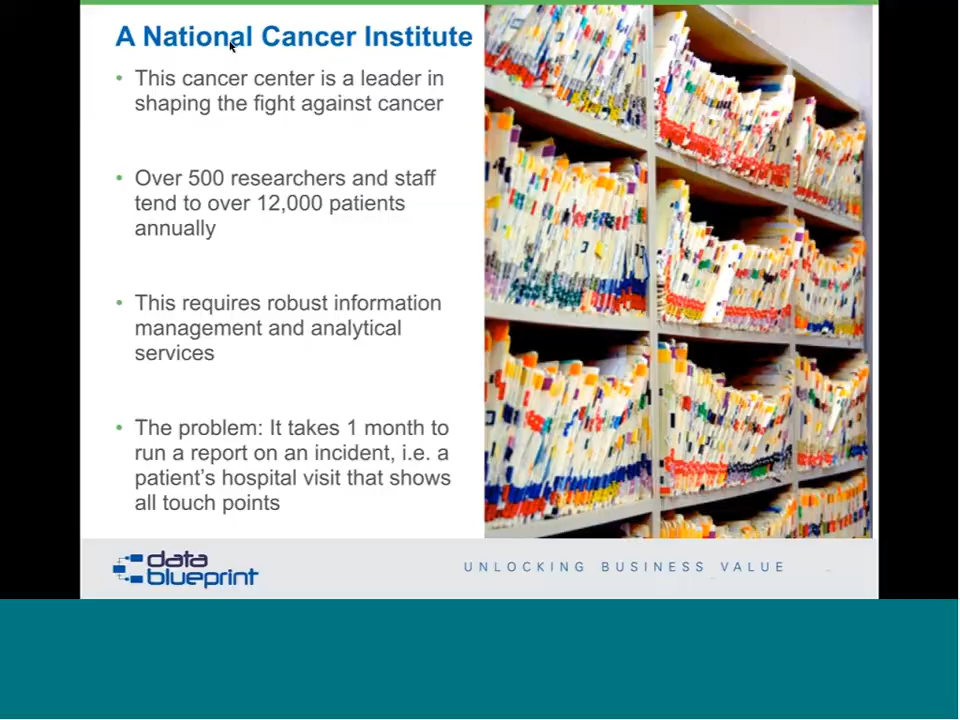 A National Cancer Institute
• This cancer center is a leader in
shaping the fight against cancer
• Over 500 researchers and staff
tend to over 12,000 patients
annually
• This requires robust information
management and analytical
services
• The problem: It takes 1 month to
run a report on an incident, i.e. a
patient's hospital visit that shows
all touch points
data
blueprint
UNLOCKING BUSINESS VALUE